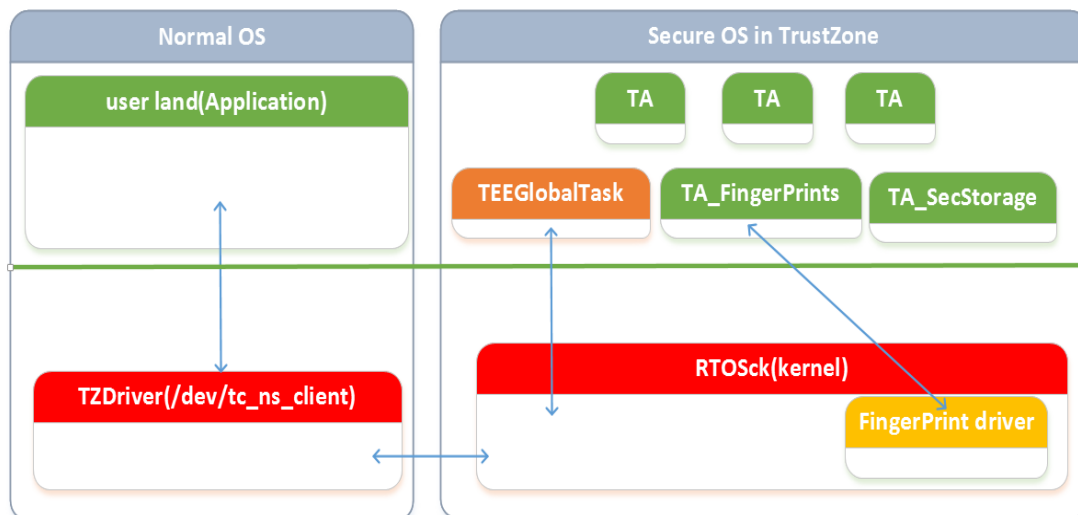 Normal OS
Secure OS in TrustZone
user land(Application)
TA
TA
TA
TEEGlobalTask
TA_FingerPrints
TA_SecStorage
TZDriver(/dev/tc_ns_client)
RTOSck(kernel)
FingerPrint driver